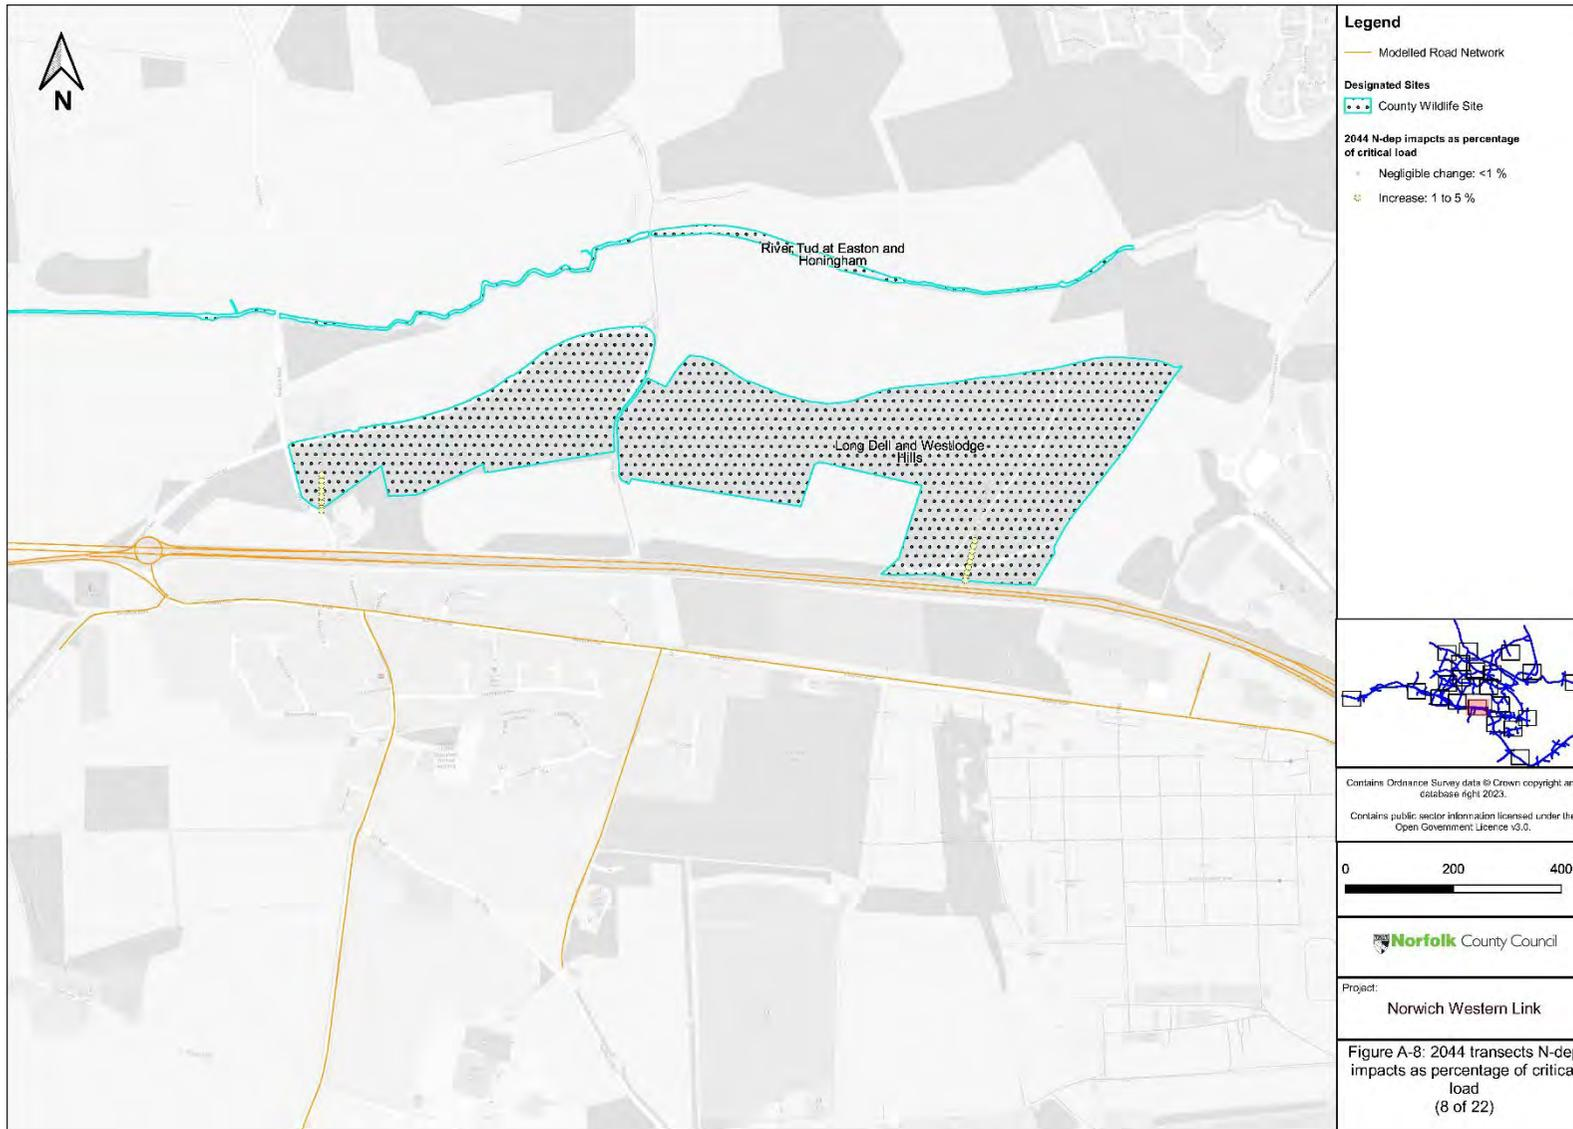 N
River Tud at Easton and
Honingham
Long Dell and Westlodge
Hills
Legend
Modelled Road Network
Designated Sites
County Wildlife Site
2044 N-dep imapcts as percentage
of critical load
Negligible change: <1 %
Increase: 1 to 5 %
Contains Ordnance Survey data © Crown copyright an
database right 2023.
Contains public sector information licensed under the
Open Government Licence v3.0.
0 200 400
Norfolk County Council
Project:
Norwich Western Link
Figure A-8: 2044 transects N-dep
impacts as percentage of critical
load
(8 of 22)